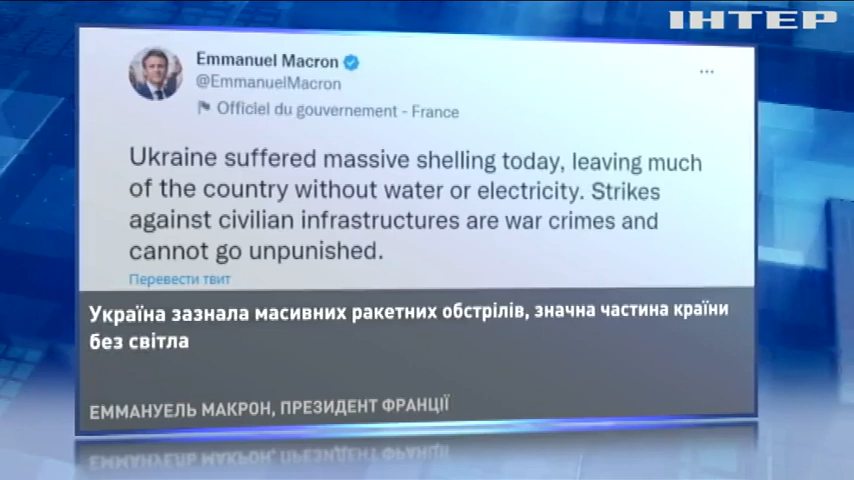 ІНТЕР
Emmanuel Macron
@EmmanuelMacron
Officiel du gouvernement - France
Ukraine suffered massive shelling today, leaving much
of the country without water or electricity. Strikes
against civilian infrastructures are war crimes and
cannot go unpunished.
Перевести твит
Україна зазнала масивних ракетних обстрілів, значна частина країни
без світла
ЕММАНУЕЛЬ МАКРОН, ПРЕЗИДЕНТ ФРАНЦІЇ